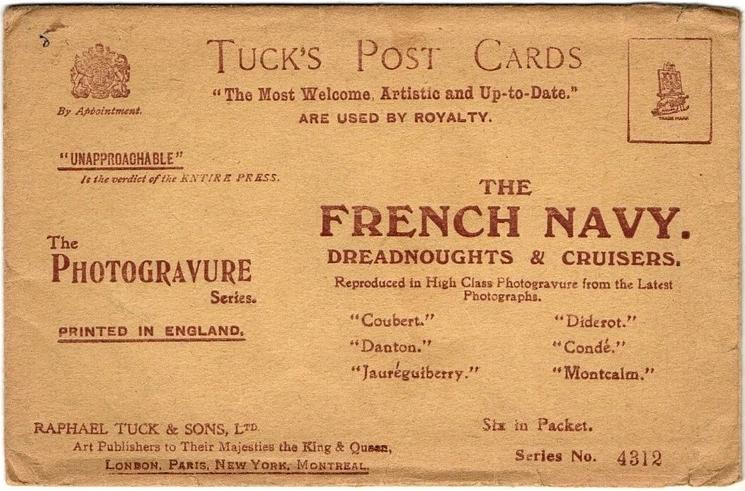 TUCK'S POST CARDS
"The Most Welcome, Artistic and Up-to-Date."
ARE USED BY ROYALTY.
By Appointment.
TRADE MARK
"UNAPPROACHABLE"
Is the verdict of the ENTIRE PRESS.
The
PHOTOGRAVURE
Series.
PRINTED IN ENGLAND.
THE
FRENCH NAVY.
DREADNOUGHTS & CRUISERS.
Reproduced in High Class Photogravure from the Latest
Photographs.
"Coubert." "Diderot."
"Danton." "Condé."
"Jauréguiberry." "Montcalm."
RAPHAEL TUCK & SONS, LTD.
Art Publishers to Their Majesties the King & Queen,
LONDON, PARIS, NEW YORK, MONTREAL.
Six in Packet.
Series No. 4312